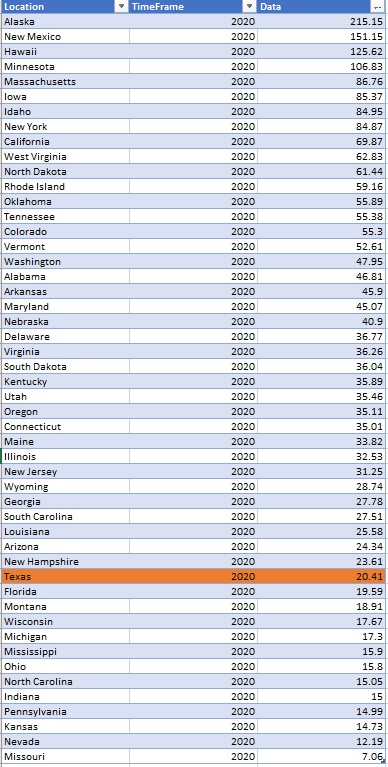 Location TimeFrame Data
Alaska 2020 215.15
New Mexico 2020 151.15
Hawaii 2020 125.62
Minnesota 2020 106.83
Massachusetts 2020 86.76
Iowa 2020 85.37
Idaho 2020 84.95
New York 2020 84.87
California 2020 69.87
West Virginia 2020 62.83
North Dakota 2020 61.44
Rhode Island 2020 59.16
Oklahoma 2020 55.89
Tennessee 2020 55.38
Colorado 2020 55.3
Vermont 2020 52.61
Washington 2020 47.95
Alabama 2020 46.81
Arkansas 2020 45.9
Maryland 2020 45.07
Nebraska 2020 40.9
Delaware 2020 36.77
Virginia 2020 36.26
South Dakota 2020 36.04
Kentucky 2020 35.89
Utah 2020 35.46
Oregon 2020 35.11
Connecticut 2020 35.01
Maine 2020 33.82
Illinois 2020 32.53
New Jersey 2020 31.25
Wyoming 2020 28.74
Georgia 2020 27.78
South Carolina 2020 27.51
Louisiana 2020 25.58
Arizona 2020 24.34
New Hampshire 2020 23.61
Texas 2020 20.41
Florida 2020 19.59
Montana 2020 18.91
Wisconsin 2020 17.67
Michigan 2020 17.3
Mississippi 2020 15.9
Ohio 2020 15.8
North Carolina 2020 15.05
Indiana 2020 15
Pennsylvania 2020 14.99
Kansas 2020 14.73
Nevada 2020 12.19
Missouri 2020 7.06